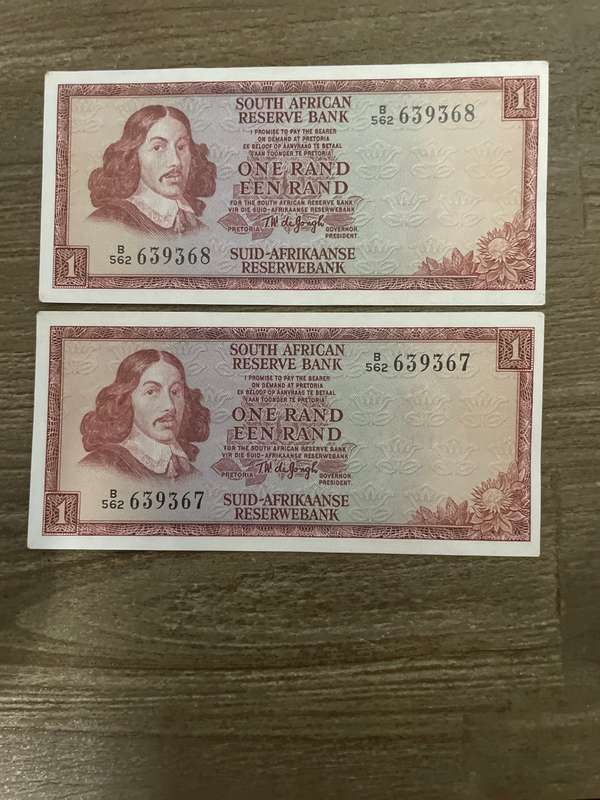 SOUTH AFRICAN
RESERVE BANK
B/562 639368
1
I PROMISE TO PAY THE BEARER
ON DEMAND AT PRETORIA
EK BELOOF OP AANVRAAG TE BETAAL
AAN TOONDER TE PRETORIA
ONE RAND
EEN RAND
FOR THE SOUTH AFRICAN RESERVE BANK
VIR DIE SUID-AFRIKAANSE RESERWEBANK
PRETORIA T.W. de Jongh GOVERNOR.
PRESIDENT.
B/562 639368
1
SUID-AFRIKAANSE
RESERWEBANK
SOUTH AFRICAN
RESERVE BANK
B/562 639367
1
I PROMISE TO PAY THE BEARER
ON DEMAND AT PRETORIA
EK BELOOF OP AANVRAAG TE BETAAL
AAN TOONDER TE PRETORIA
ONE RAND
EEN RAND
FOR THE SOUTH AFRICAN RESERVE BANK
VIR DIE SUID-AFRIKAANSE RESERWEBANK
PRETORIA T.W. de Jongh GOVERNOR.
PRESIDENT.
B/562 639367
1
SUID-AFRIKAANSE
RESERWEBANK